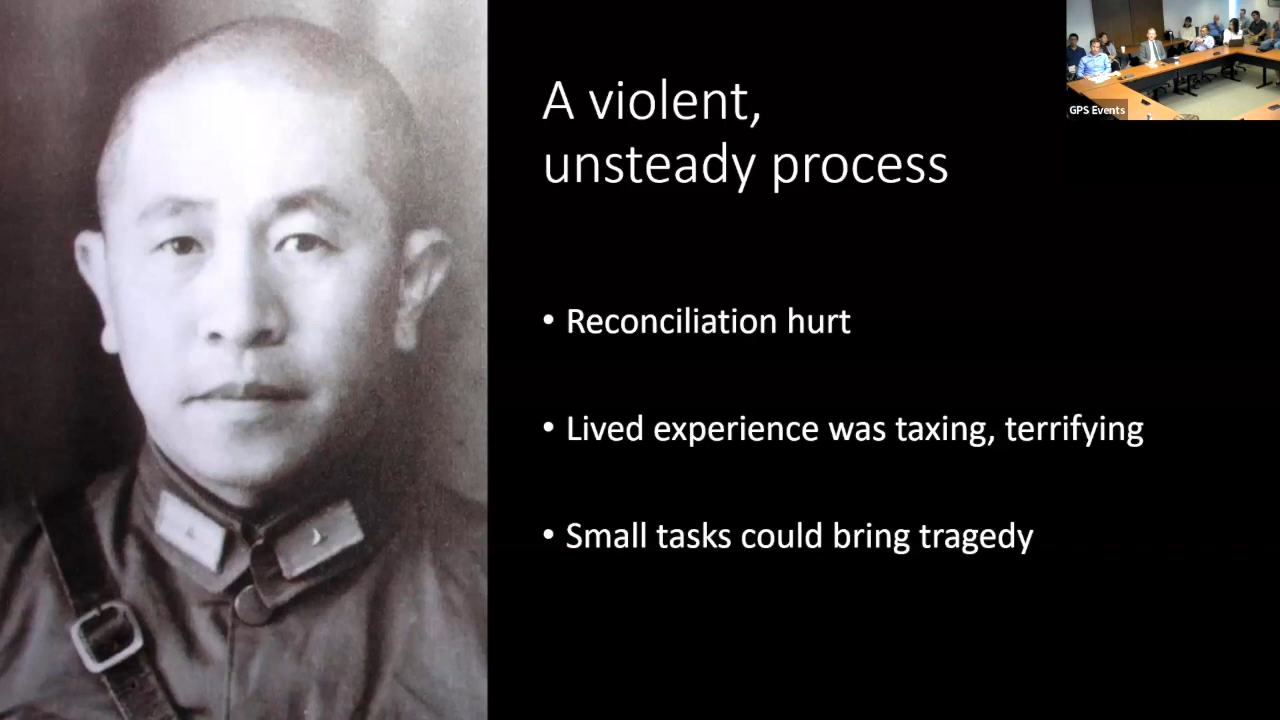 A violent,
unsteady process
• Reconciliation hurt
• Lived experience was taxing, terrifying
• Small tasks could bring tragedy
GPS Events